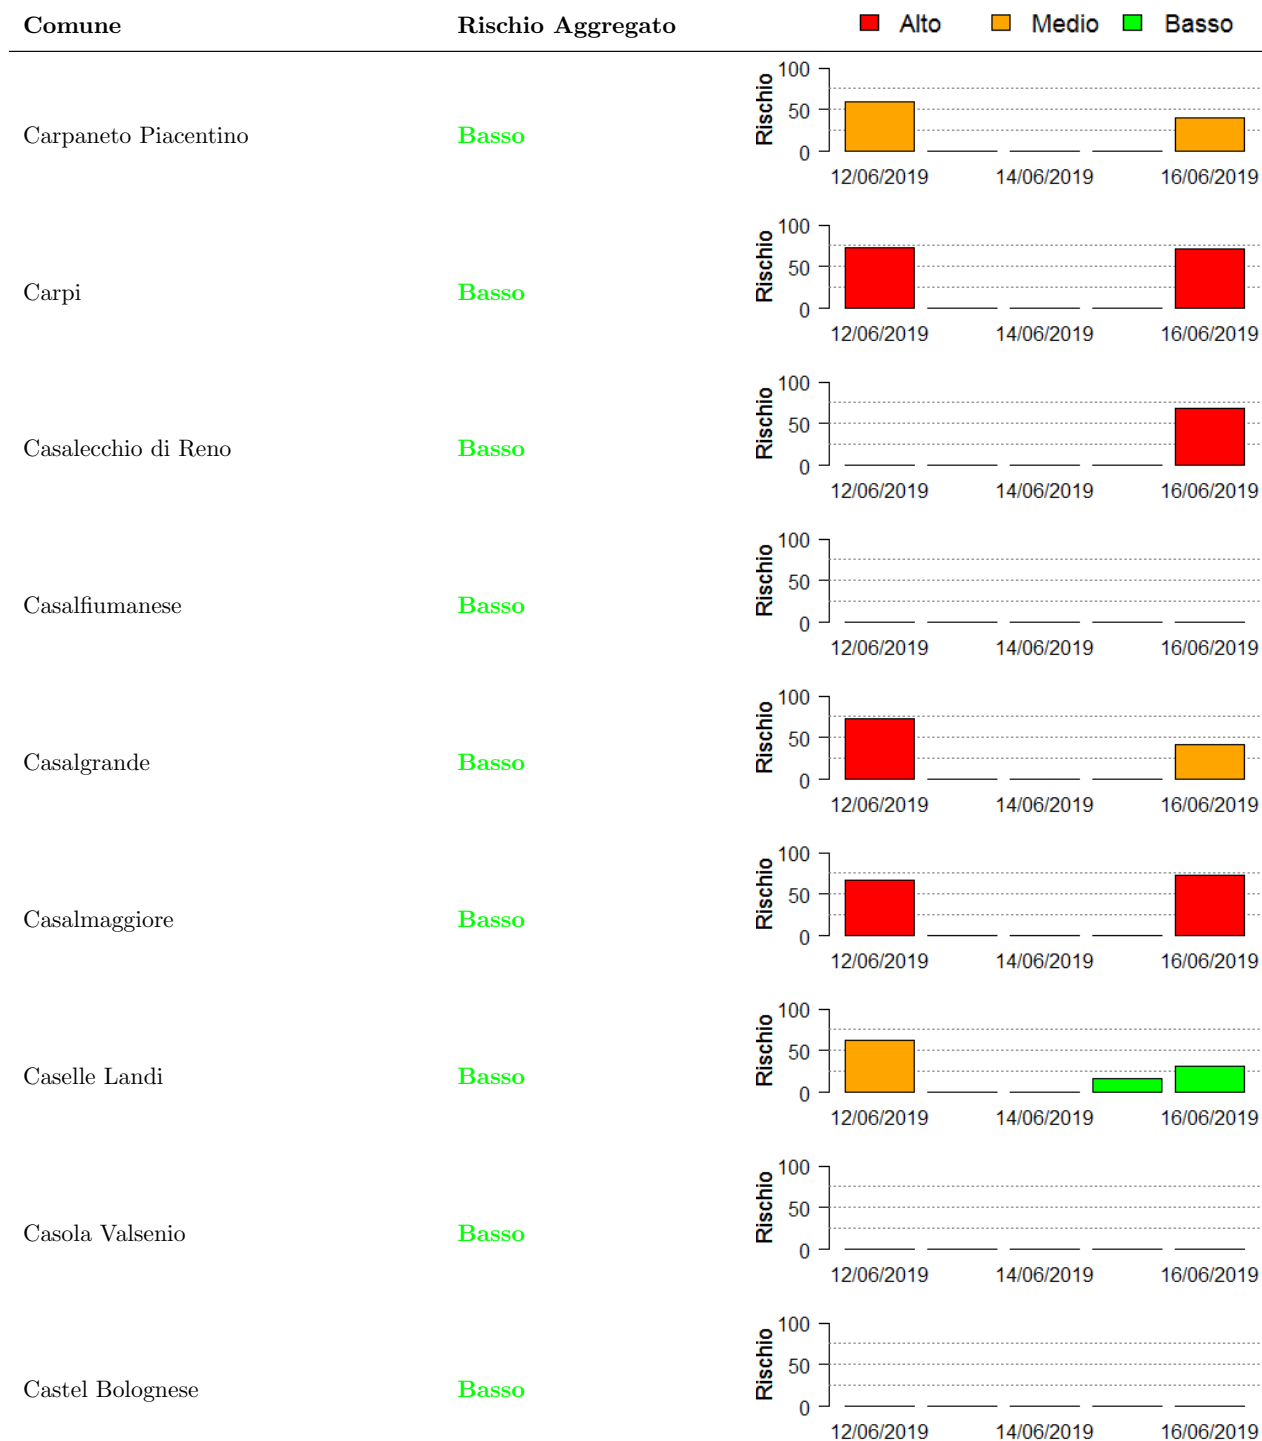 Comune Rischio Aggregato Alto Medio Basso
Carpaneto Piacentino Basso
Rischio
100
50
0
12/06/2019 14/06/2019 16/06/2019
Carpi Basso
Rischio
100
50
0
12/06/2019 14/06/2019 16/06/2019
Casalecchio di Reno Basso
Rischio
100
50
0
12/06/2019 14/06/2019 16/06/2019
Casalfiumanese Basso
Rischio
100
50
0
12/06/2019 14/06/2019 16/06/2019
Casalgrande Basso
Rischio
100
50
0
12/06/2019 14/06/2019 16/06/2019
Casalmaggiore Basso
Rischio
100
50
0
12/06/2019 14/06/2019 16/06/2019
Caselle Landi Basso
Rischio
100
50
0
12/06/2019 14/06/2019 16/06/2019
Casola Valsenio Basso
Rischio
100
50
0
12/06/2019 14/06/2019 16/06/2019
Castel Bolognese Basso
Rischio
100
50
0
12/06/2019 14/06/2019 16/06/2019